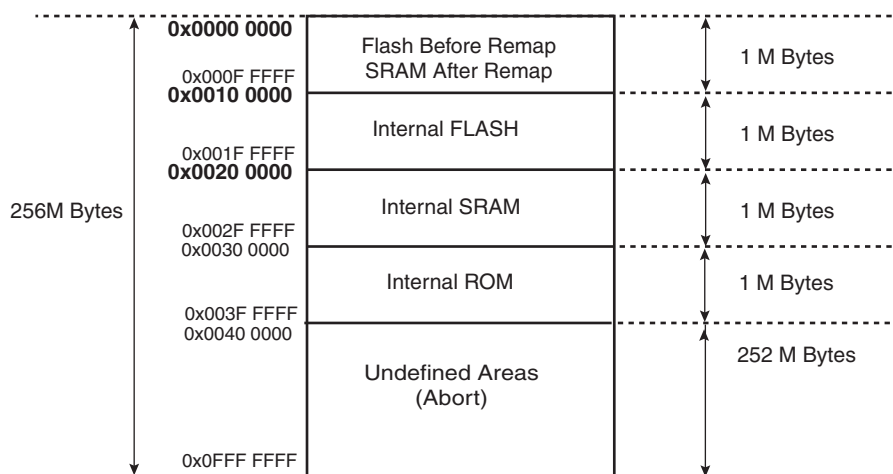 0x0000 0000
Flash Before Remap
SRAM After Remap
1 M Bytes
0x000F FFFF
0x0010 0000
Internal FLASH
1 M Bytes
0x001F FFFF
0x0020 0000
256M Bytes
Internal SRAM
1 M Bytes
0x002F FFFF
0x0030 0000
Internal ROM
1 M Bytes
0x003F FFFF
0x0040 0000
252 M Bytes
Undefined Areas
(Abort)
0x0FFF FFFF